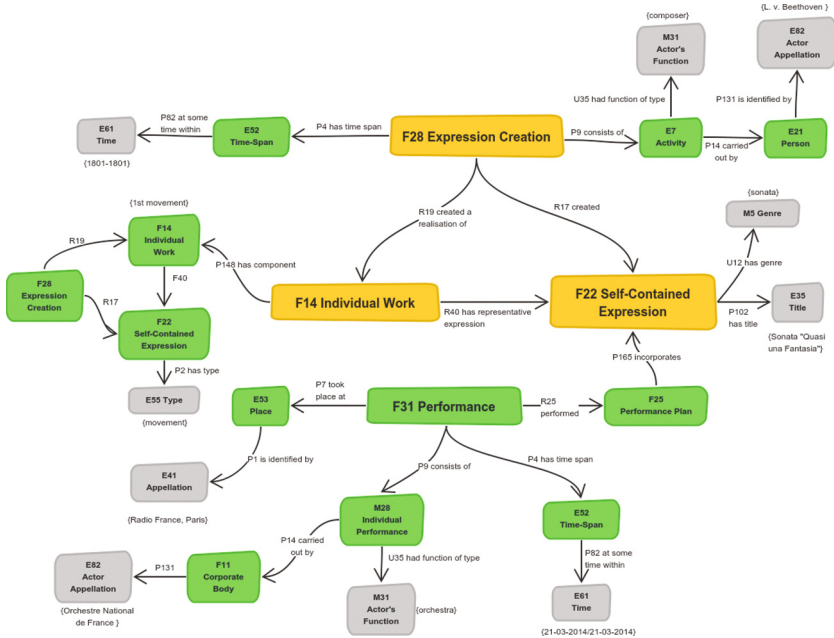 {L. v. Beethoven }
{composer}
E82
Actor
Appellation
M31
Actor's
Function
U35 had function of type
P131 is identified by
P82 at some
time within
P4 has time span
E61
Time
E52
Time-Span
F28 Expression Creation
P9 consists of
E7
Activity
P14 carried
out by
E21
Person
{1801-1801}
{sonata}
M5 Genre
{1st movement}
R19 created a
realisation of
R17 created
F14
Individual
Work
R19
P148 has component
U12 has genre
F28
Expression
Creation
F40
R17
F14 Individual Work
R40 has representative
expression
F22 Self-Contained
Expression
P102
has title
E35
Title
F22
Self-Contained
Expression
{Sonata "Quasi
una Fantasia"}
P2 has type
P165 incorporates
E55 Type
{movement}
P7 took
place at
E53
Place
F31 Performance
R25
performed
F25
Performance Plan
P1 is identified by
P9 consists of
P4 has time span
E41
Appellation
{Radio France, Paris}
M28
Individual
Performance
E52
Time-Span
P14 carried
out by
U35 had function of type
P82 at some
time within
E82
Actor
Appellation
P131
F11
Corporate
Body
{Orchestre National
de France }
M31
Actor's
Function
{orchestra}
E61
Time
{21-03-2014/21-03-2014}